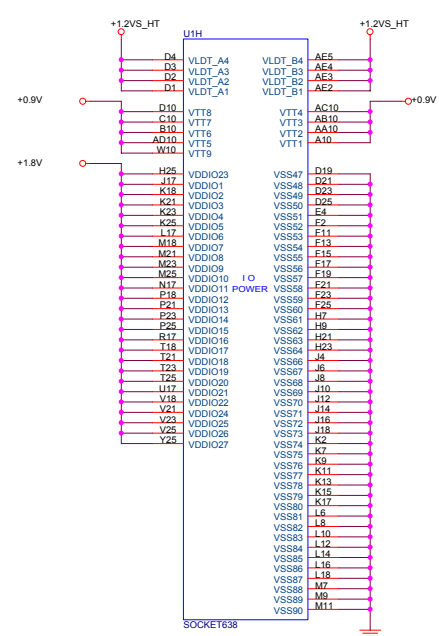 +1.2VS_HT +1.2VS_HT
U1H
D4 VLDT_A4 VLDT_B4 AE5
D3 VLDT_A3 VLDT_B3 AE4
D2 VLDT_A2 VLDT_B2 AE3
D1 VLDT_A1 VLDT_B1 AE2
+0.9V +0.9V
D10 VTT8 VTT4 AC10
C10 VTT7 VTT3 AB10
B10 VTT6 VTT2 AA10
AD10 VTT5 VTT1 A10
W10 VTT9
+1.8V
H25 VDDIO23 VSS47 D19
J17 VDDIO1 VSS48 D21
K18 VDDIO2 VSS49 D23
K21 VDDIO3 VSS50 D25
K23 VDDIO4 VSS51 E4
K25 VDDIO5 VSS52 F2
L17 VDDIO6 VSS53 F11
M18 VDDIO7 VSS54 F13
M21 VDDIO8 VSS55 F15
M23 VDDIO9 VSS56 F17
M25 VDDIO10 I O VSS57 F19
N17 VDDIO11 POWER VSS58 F21
P18 VDDIO12 VSS59 F23
P21 VDDIO13 VSS60 F25
P23 VDDIO14 VSS61 H7
P25 VDDIO15 VSS62 H9
R17 VDDIO16 VSS63 H21
T18 VDDIO17 VSS64 H23
T21 VDDIO18 VSS66 J4
T23 VDDIO19 VSS67 J6
T25 VDDIO20 VSS68 J8
U17 VDDIO21 VSS69 J10
V18 VDDIO22 VSS70 J12
V21 VDDIO24 VSS71 J14
V23 VDDIO25 VSS72 J16
V25 VDDIO26 VSS73 J18
Y25 VDDIO27 VSS74 K2
VSS75 K7
VSS76 K9
VSS77 K11
VSS78 K13
VSS79 K15
VSS80 K17
VSS81 L6
VSS82 L8
VSS83 L10
VSS84 L12
VSS85 L14
VSS86 L16
VSS87 L18
VSS88 M7
VSS89 M9
VSS90 M11
SOCKET638